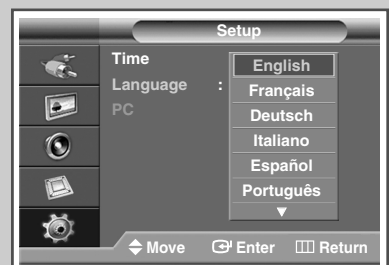 Setup
Time
Language :
PC
English
Français
Deutsch
Italiano
Español
Português
Move Enter Return